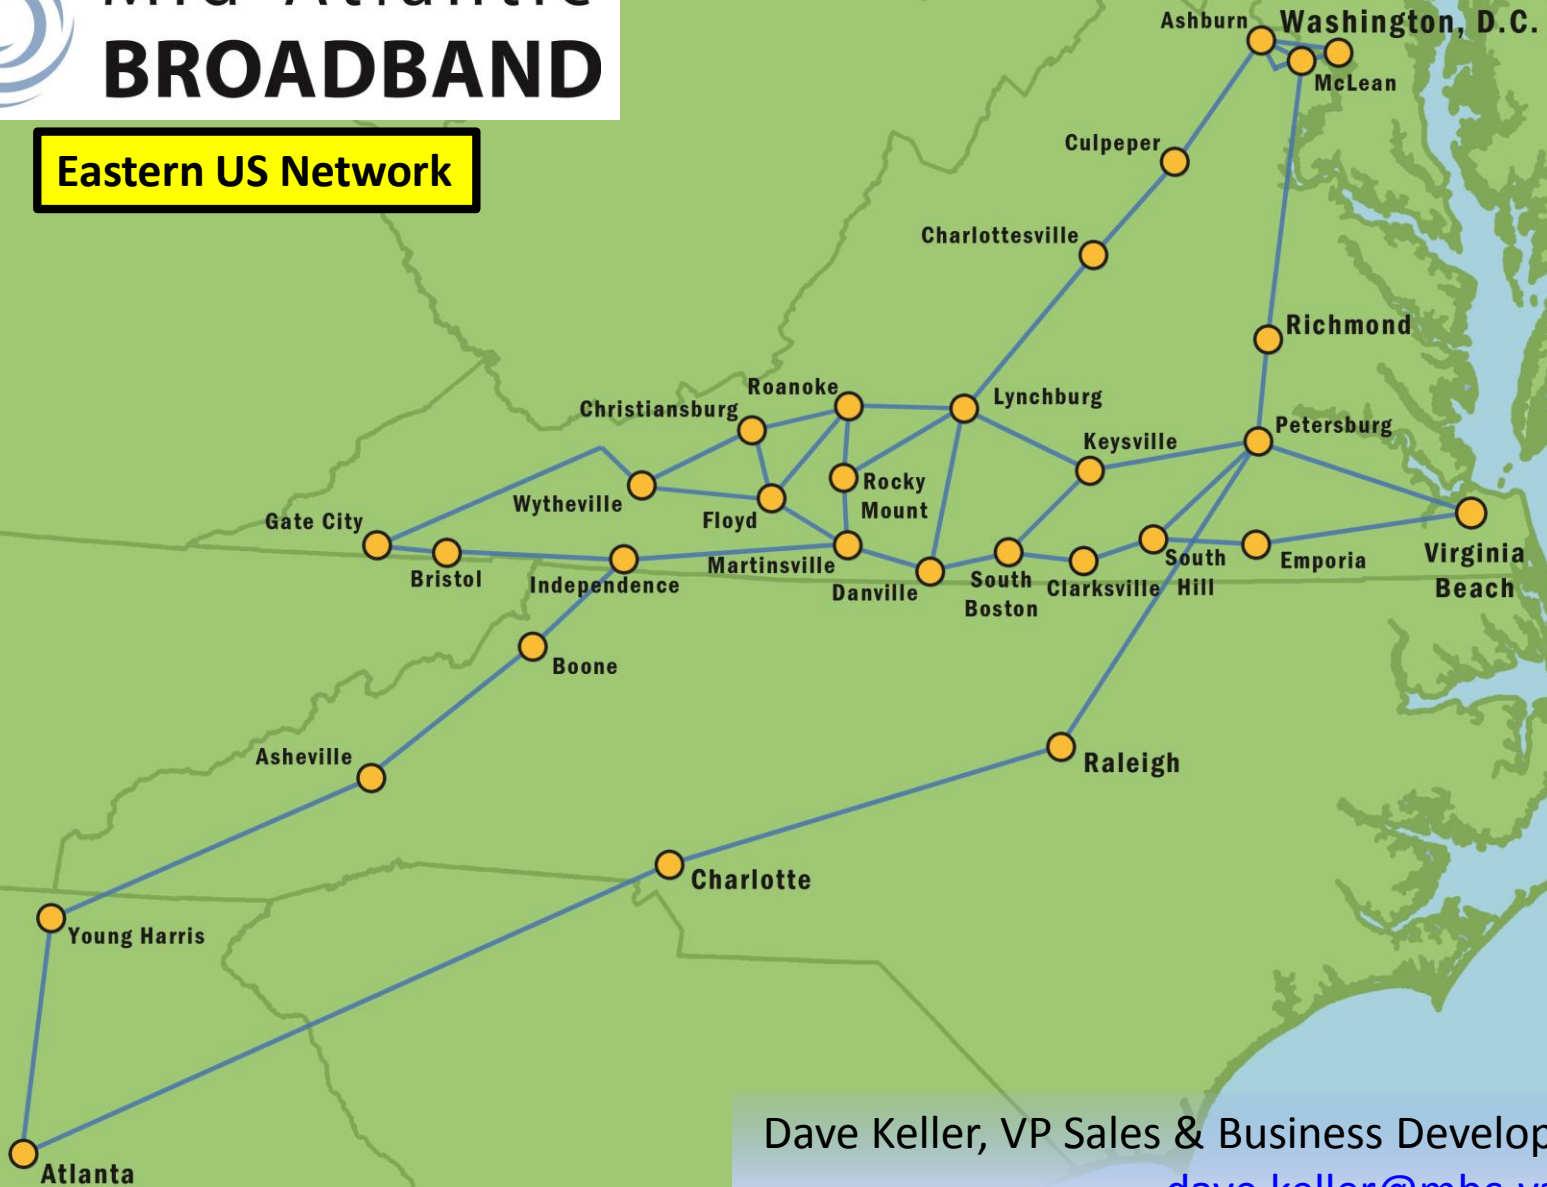 BROADBAND
Eastern US Network
Ashburn
Washington, D.C.
McLean
Culpeper
Charlottesville
Richmond
Roanoke
Christiansburg
Lynchburg
Petersburg
Keysville
Wytheville
Rocky
Mount
Floyd
Gate City
Bristol
Independence
Martinsville
Danville
South
Boston
Clarksville
South
Hill
Emporia
Virginia
Beach
Boone
Asheville
Raleigh
Charlotte
Young Harris
Atlanta
Dave Keller, VP Sales & Business Develop